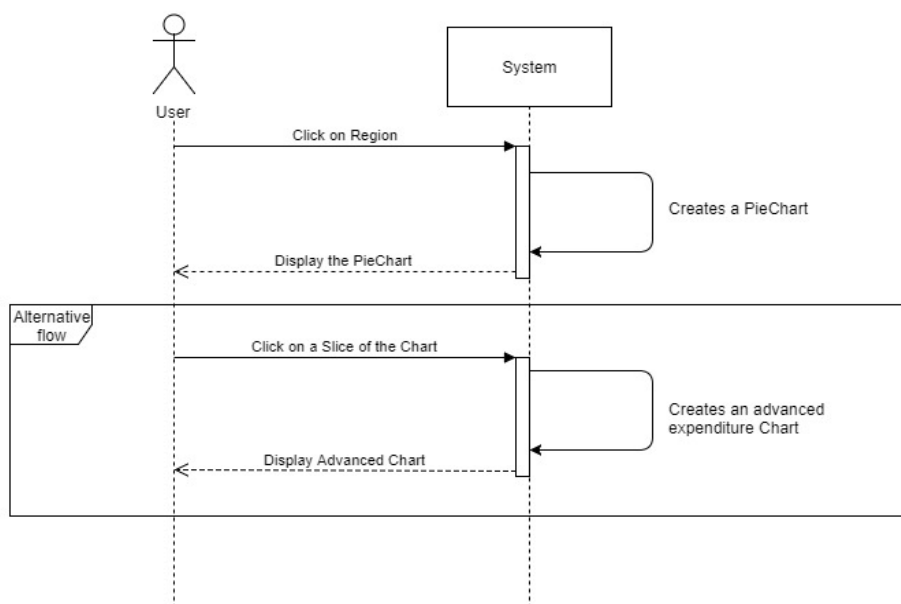 System
User
Click on Region
Creates a PieChart
Display the PieChart
Alternative
flow
Click on a Slice of the Chart
Creates an advanced
expenditure Chart
Display Advanced Chart